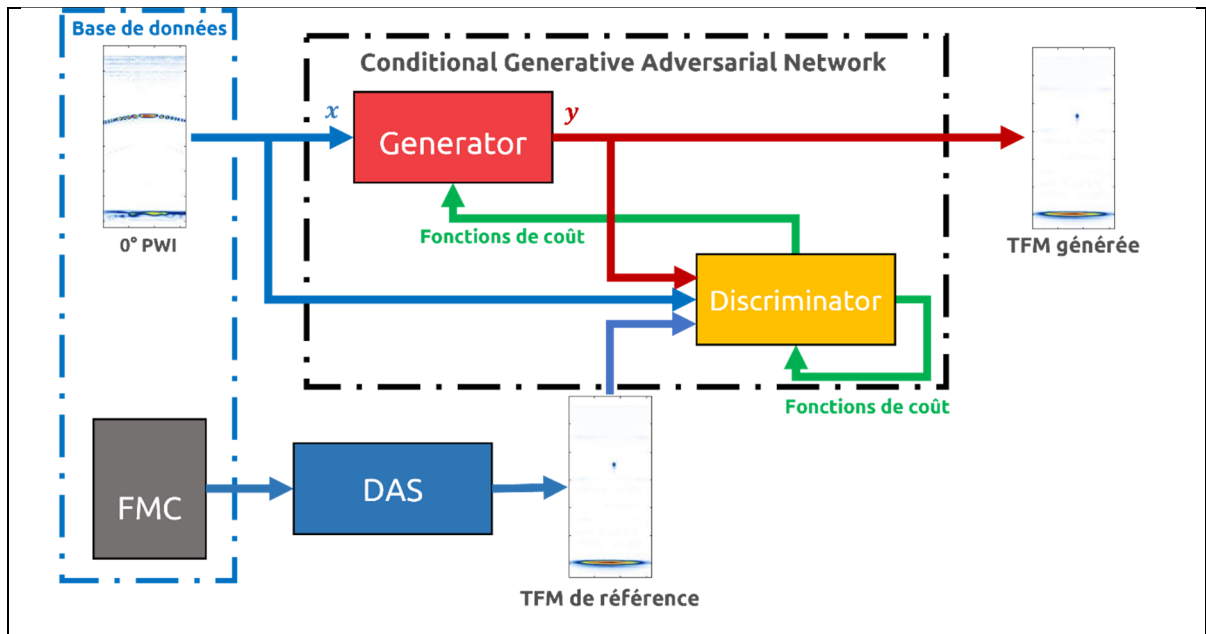 Base de données
Conditional Generative Adversarial Network
x
Generator
y
0° PWI
Fonctions de coût
TFM générée
Discriminator
Fonctions de coût
FMC
DAS
TFM de référence